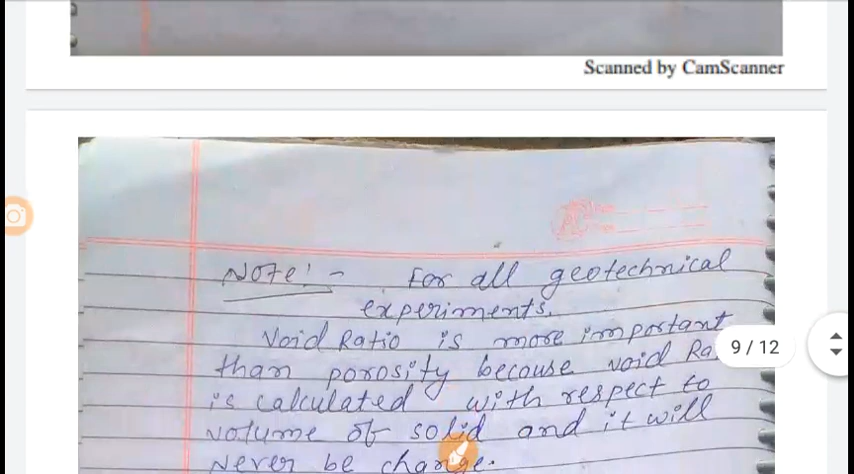 Scanned by CamScanner
Note:- For all geotechnical
experiments.
Void Ratio is more important
than porosity because void Ra
9 / 12
is calculated with respect to
volume of solid and it will
never be change.